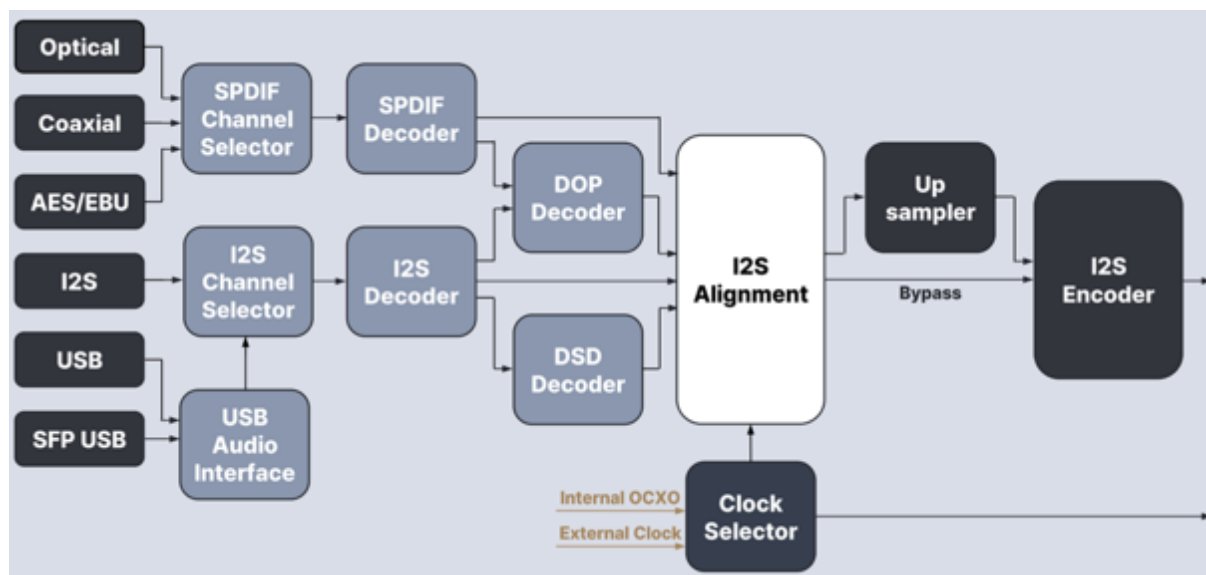 Optical
Coaxial
AES/EBU
I2S
USB
SFP USB
SPDIF
Channel
Selector
I2S
Channel
Selector
USB
Audio
Interface
SPDIF
Decoder
I2S
Decoder
DOP
Decoder
DSD
Decoder
I2S
Alignment
Internal OCXO
External Clock
Clock
Selector
Up
sampler
Bypass
I2S
Encoder